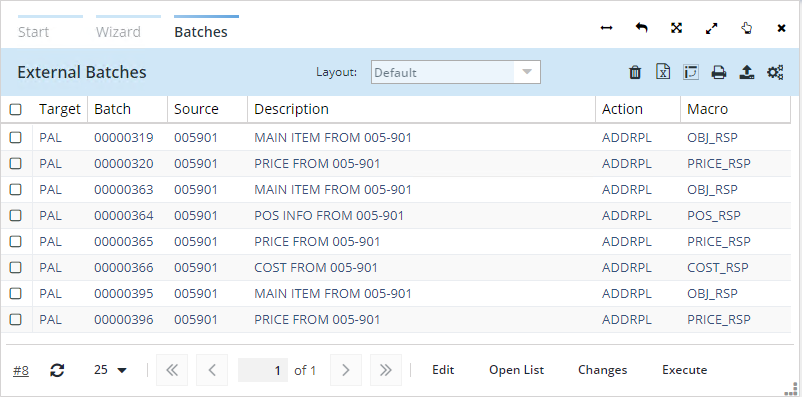 Start Wizard Batches
External Batches Layout: Default
Target Batch Source Description Action Macro
PAL 00000319 005901 MAIN ITEM FROM 005-901 ADDRPL OBJ_RSP
PAL 00000320 005901 PRICE FROM 005-901 ADDRPL PRICE_RSP
PAL 00000363 005901 MAIN ITEM FROM 005-901 ADDRPL OBJ_RSP
PAL 00000364 005901 POS INFO FROM 005-901 ADDRPL POS_RSP
PAL 00000365 005901 PRICE FROM 005-901 ADDRPL PRICE_RSP
PAL 00000366 005901 COST FROM 005-901 ADDRPL COST_RSP
PAL 00000395 005901 MAIN ITEM FROM 005-901 ADDRPL OBJ_RSP
PAL 00000396 005901 PRICE FROM 005-901 ADDRPL PRICE_RSP
#8 25 1 of 1 Edit Open List Changes Execute